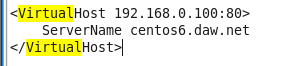 <VirtualHost 192.168.0.100:80>
ServerName centos6.daw.net
</VirtualHost>